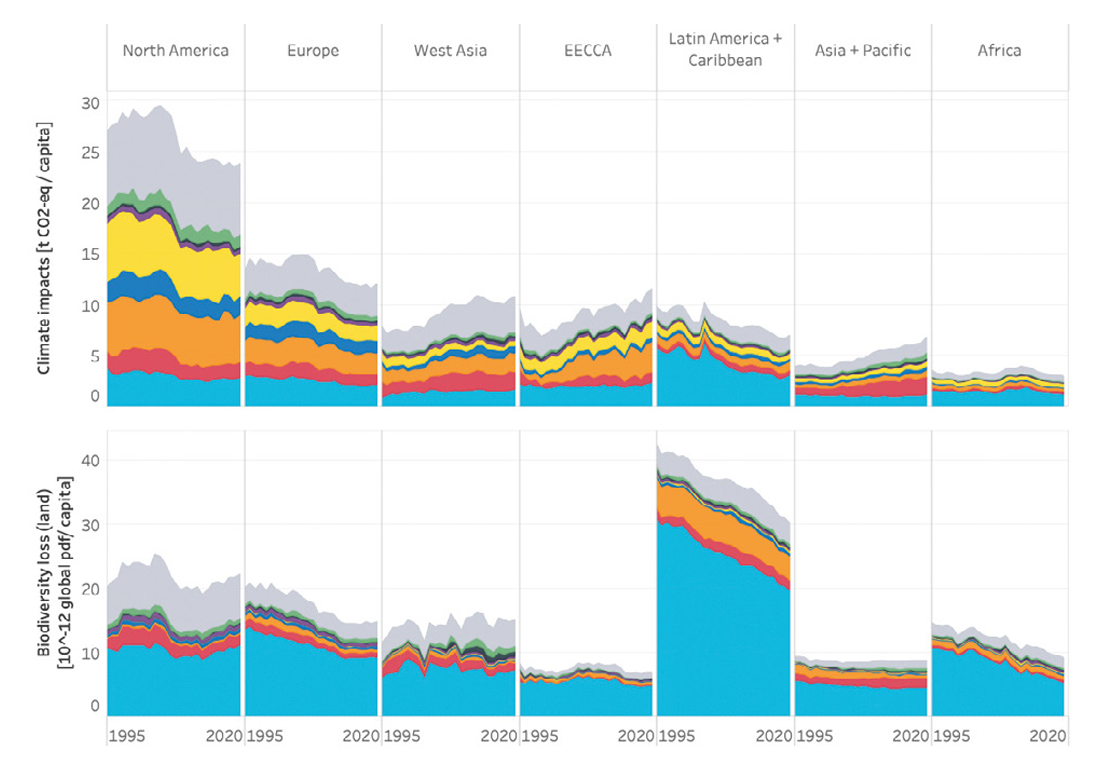 North America
Europe
West Asia
EECCA
Latin America +
Caribbean
Asia + Pacific
Africa
Climate impacts [t CO2-eq / capita]
30
25
20
15
10
5
0
Biodiversity loss (land)
[10^-12 global pdf/ capita]
40
30
20
10
0
1995
2020
1995
2020
1995
2020
1995
2020
1995
2020
1995
2020
1995
2020